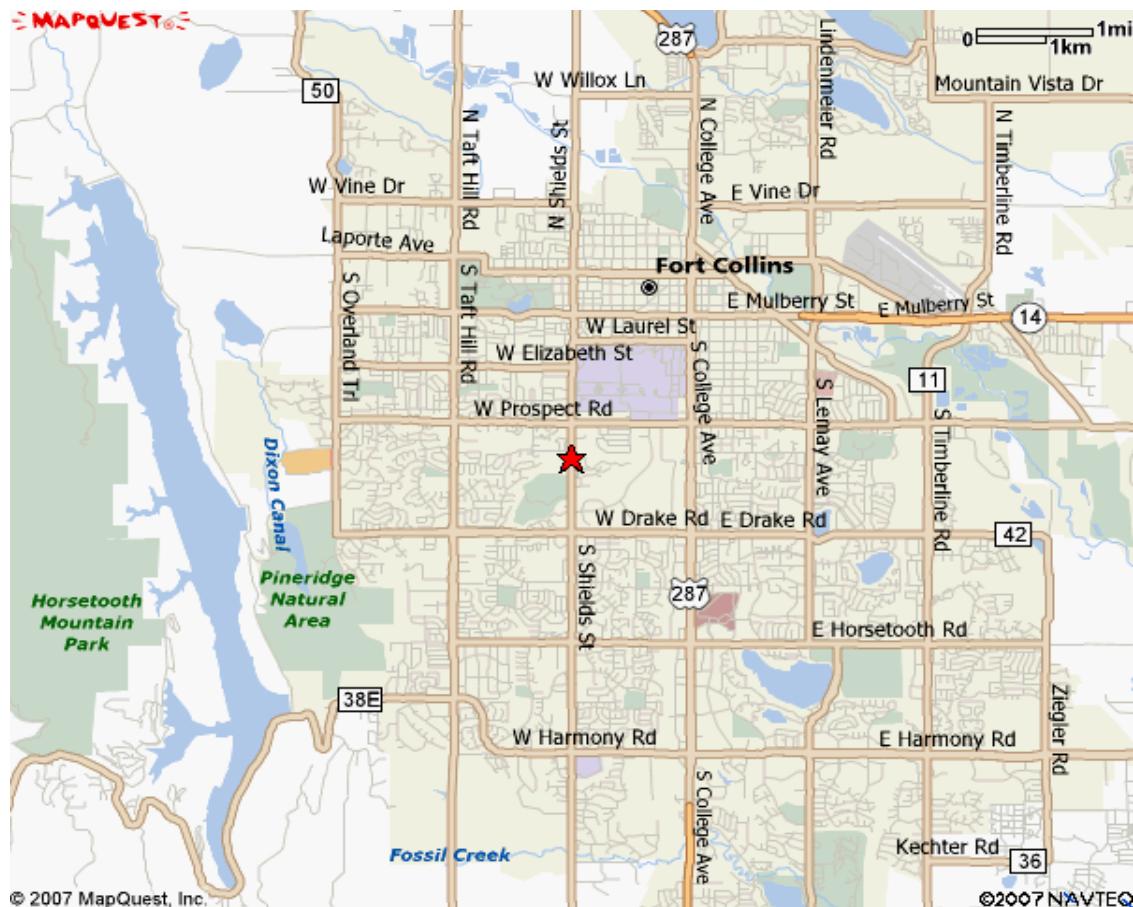 MAPQUEST
287
0
1mi
1km
W Willox Ln
Mountain Vista Dr
50
N Taft Hill Rd
N Shields St
N College Ave
Lindenmeier Rd
N Timberline Rd
W Vine Dr
E Vine Dr
Laporte Ave
Fort Collins
S Overland Trl
S Taft Hill Rd
E Mulberry St
E Mulberry St
14
W Laurel St
W Elizabeth St
S College Ave
11
S Lemay Ave
W Prospect Rd
S Timberline Rd
Dixon Canal
W Drake Rd
E Drake Rd
42
S Shields St
Pineridge
Natural
Area
287
Horsetooth
Mountain
Park
E Horsetooth Rd
38E
Ziegler Rd
W Harmony Rd
E Harmony Rd
S College Ave
Fossil Creek
Kechter Rd
36
© 2007 MapQuest, Inc.
©2007 NAVTEQ